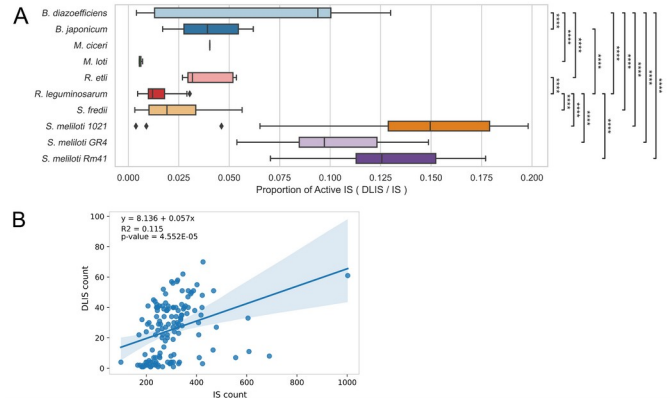 A
B. diazoefficiens
B. japonicum
M. ciceri
M. loti
R. etli
R. leguminosarum
S. fredii
S. meliloti 1021
S. meliloti GR4
S. meliloti Rm41
0.000 0.025 0.050 0.075 0.100 0.125 0.150 0.175 0.200
Proportion of Active IS ( DLIS / IS )
B
y = 8.136 + 0.057x
R2 = 0.115
p-value = 4.552E-05
DLIS count
100
80
60
40
20
0
200 400 600 800 1000
IS count